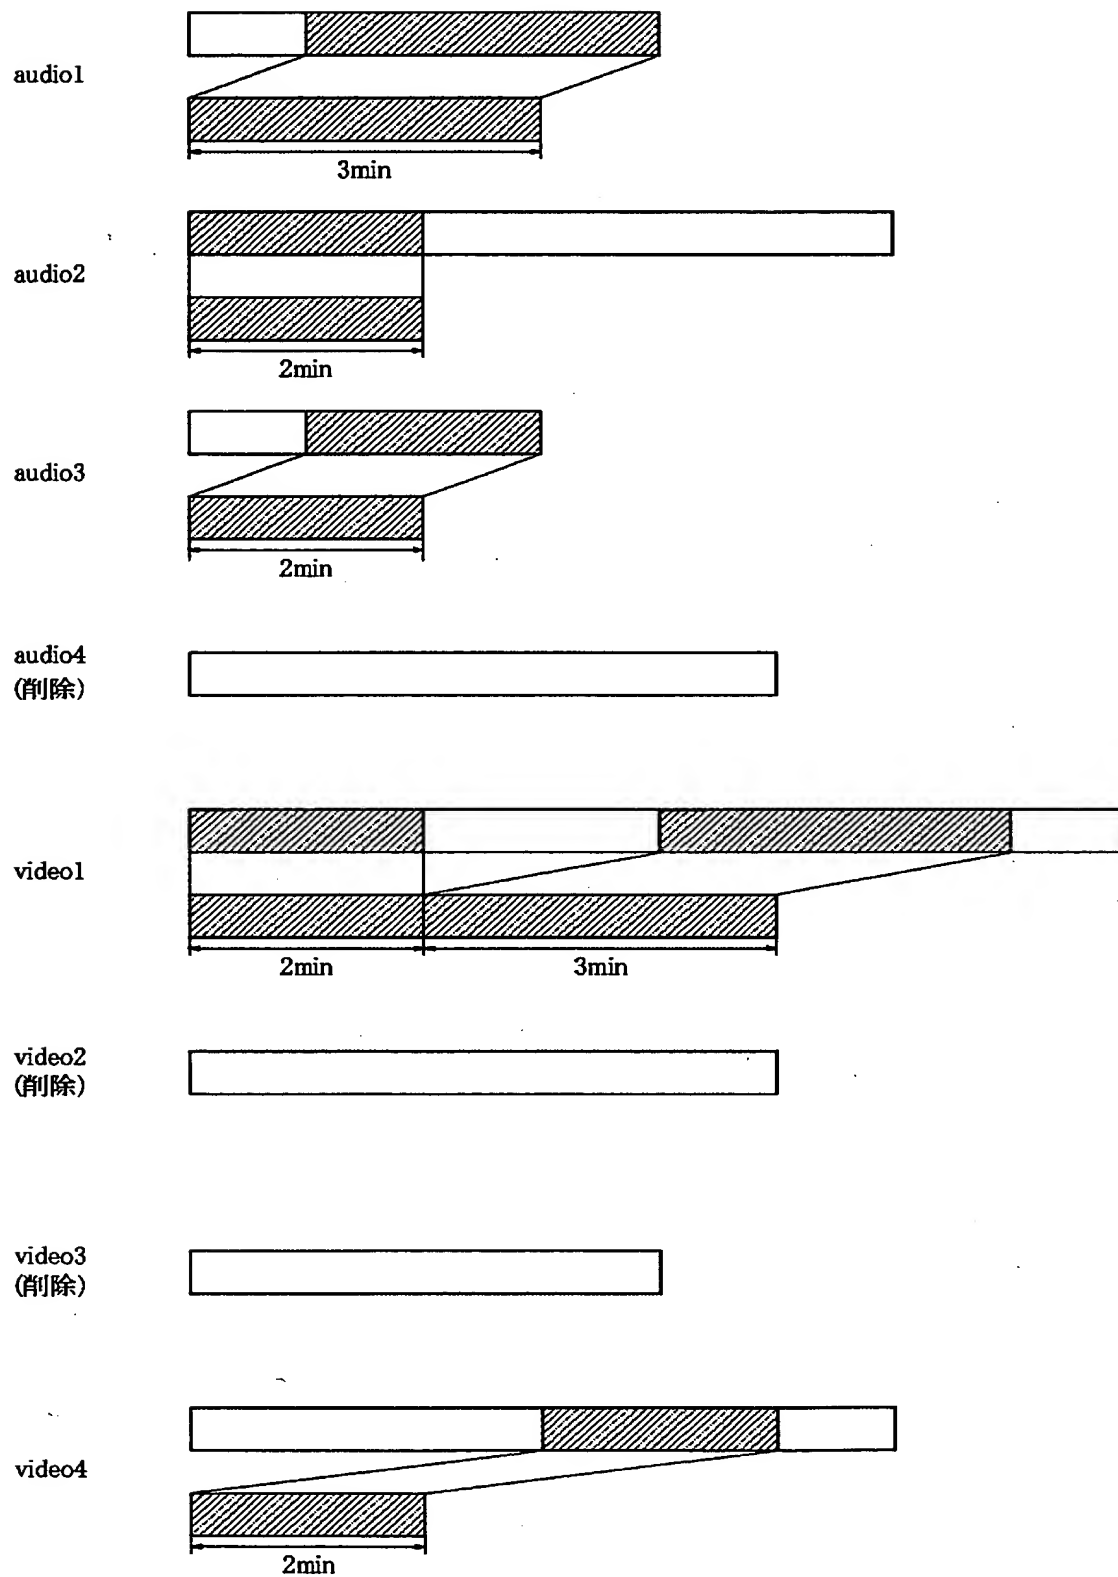 audio1
3min
audio2
2min
audio3
2min
audio4
(削除)
video1
2min 3min
video2
(削除)
video3
(削除)
video4
2min